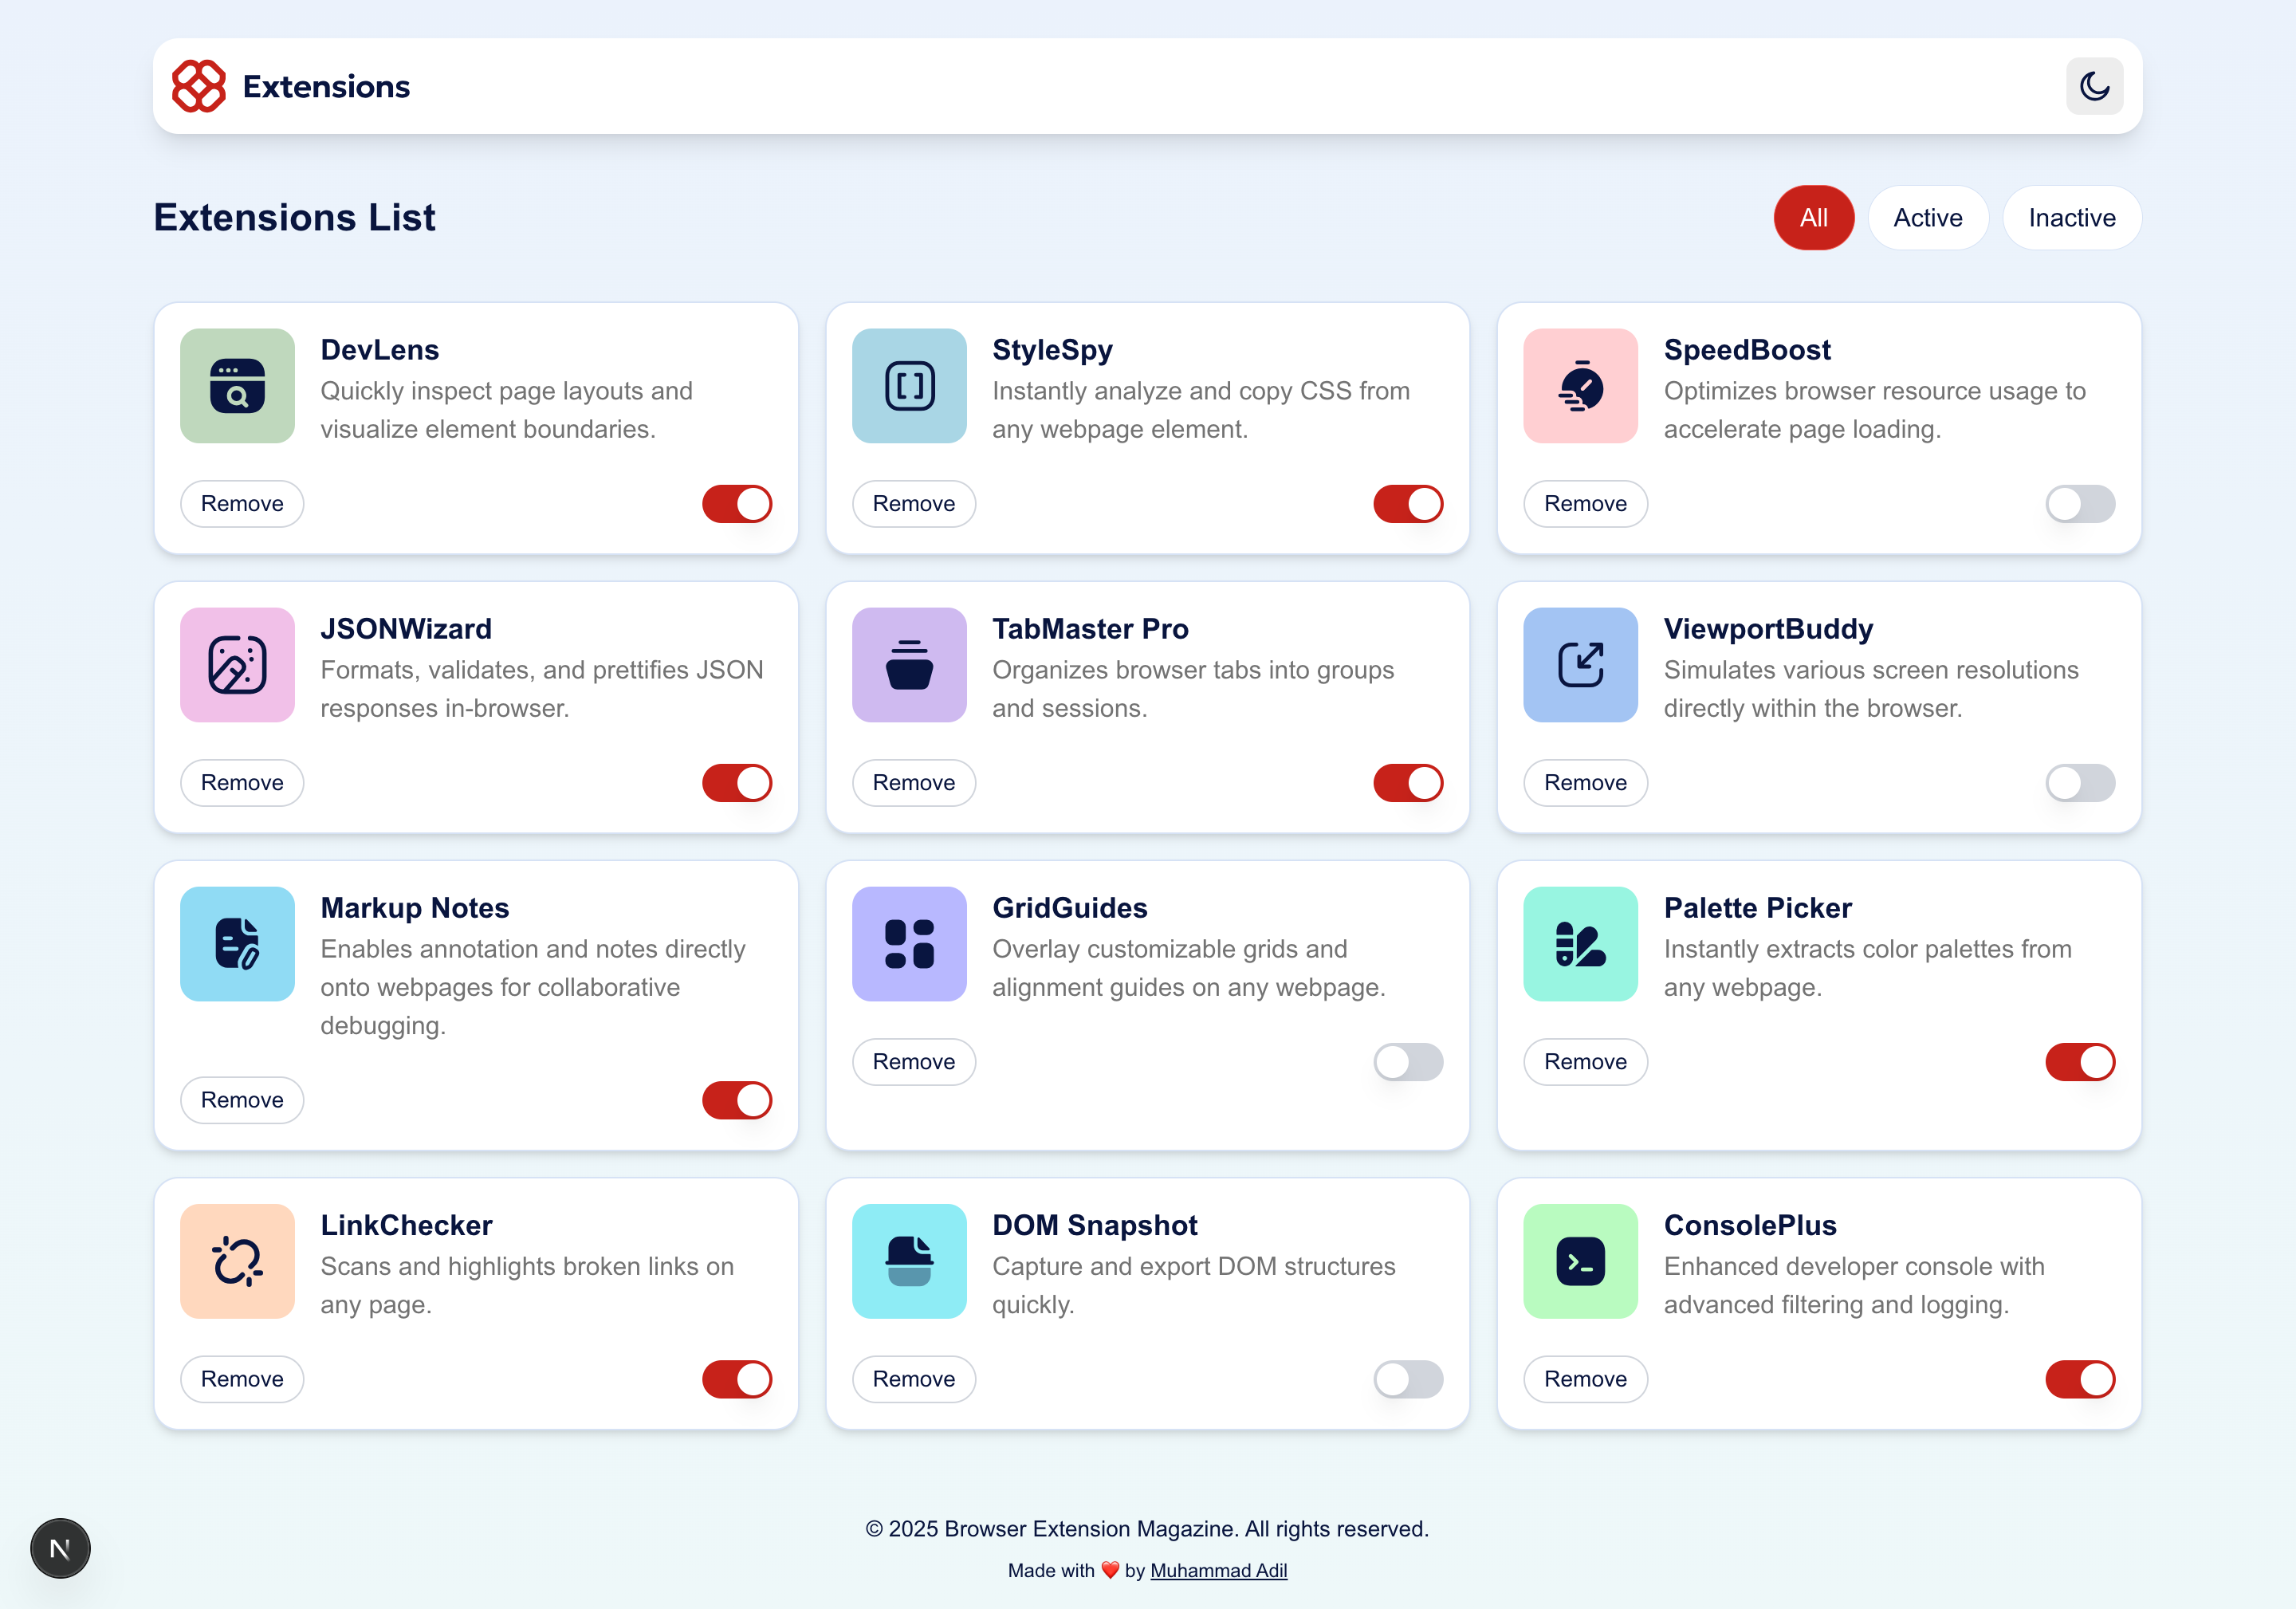 Extensions
Extensions List
All
Active
Inactive
DevLens
Quickly inspect page layouts and
visualize element boundaries.
Remove
StyleSpy
Instantly analyze and copy CSS from
any webpage element.
Remove
SpeedBoost
Optimizes browser resource usage to
accelerate page loading.
Remove
JSONWizard
Formats, validates, and prettifies JSON
responses in-browser.
Remove
TabMaster Pro
Organizes browser tabs into groups
and sessions.
Remove
ViewportBuddy
Simulates various screen resolutions
directly within the browser.
Remove
Markup Notes
Enables annotation and notes directly
onto webpages for collaborative
debugging.
Remove
GridGuides
Overlay customizable grids and
alignment guides on any webpage.
Remove
Palette Picker
Instantly extracts color palettes from
any webpage.
Remove
LinkChecker
Scans and highlights broken links on
any page.
Remove
DOM Snapshot
Capture and export DOM structures
quickly.
Remove
ConsolePlus
Enhanced developer console with
advanced filtering and logging.
Remove
© 2025 Browser Extension Magazine. All rights reserved.
Made with ❤️ by Muhammad Adil
N